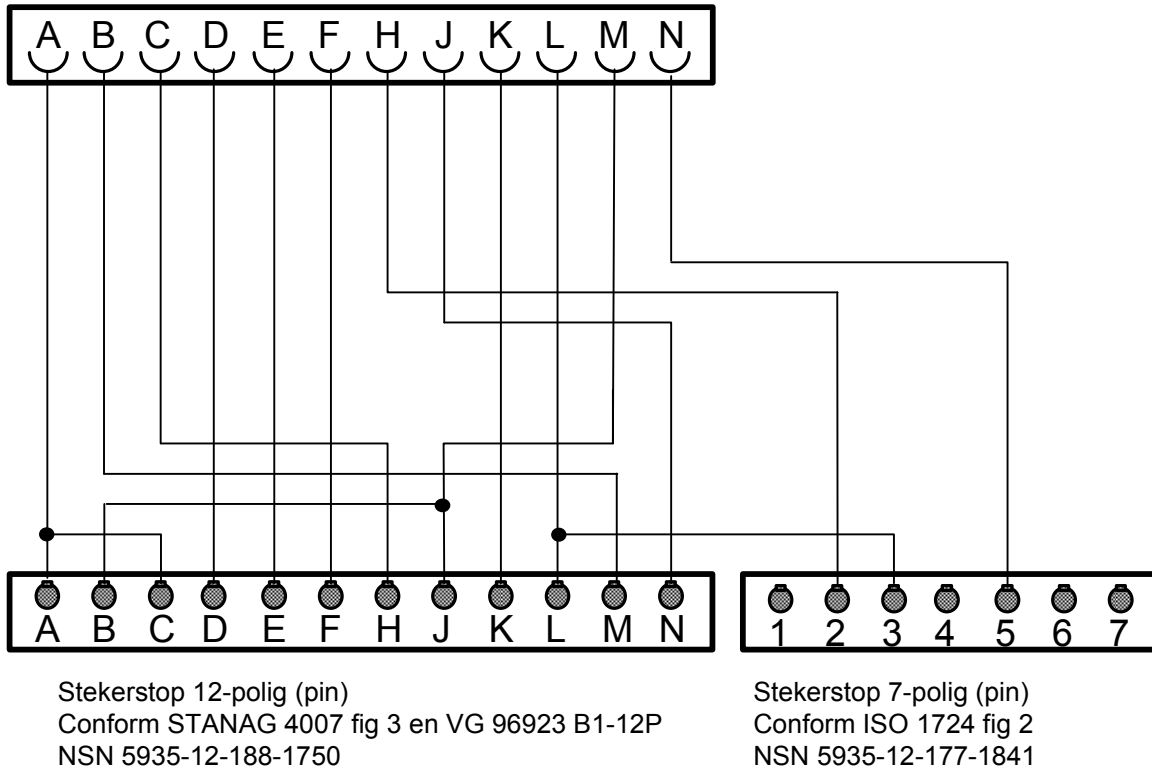 A B C D E F H J K L M N
A B C D E F H J K L M N
1 2 3 4 5 6 7
Stekerstop 12-polig (pin)
Conform STANAG 4007 fig 3 en VG 96923 B1-12P
NSN 5935-12-188-1750
Stekerstop 7-polig (pin)
Conform ISO 1724 fig 2
NSN 5935-12-177-1841